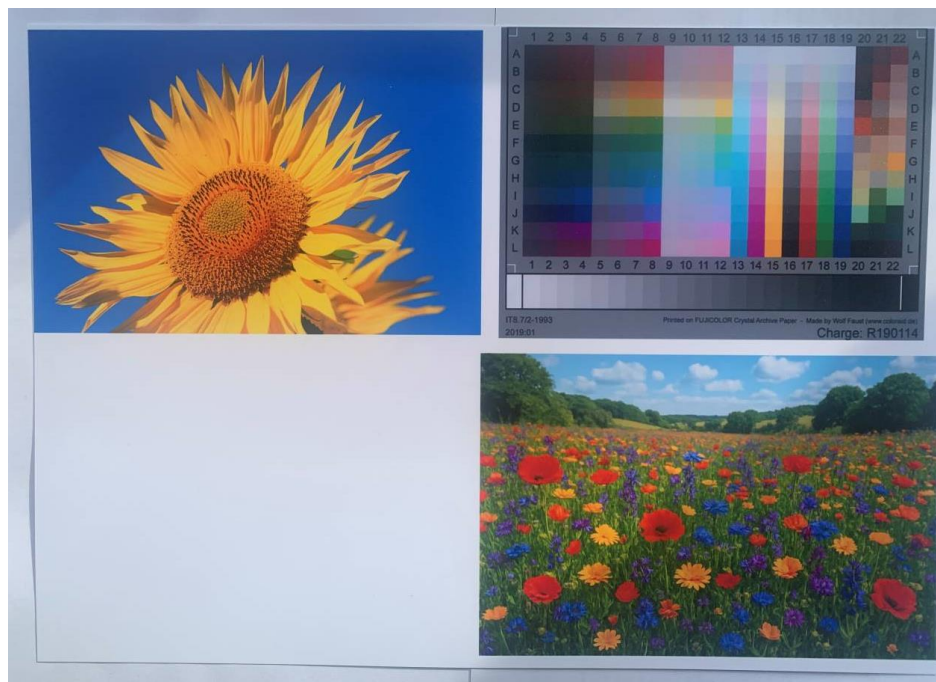 1 2 3 4 5 6 7 8 9 10 11 12 13 14 15 16 17 18 19 20 21 22
A A
B B
C C
D D
E E
F F
G G
H H
I I
J J
K K
L L
1 2 3 4 5 6 7 8 9 10 11 12 13 14 15 16 17 18 19 20 21 22
IT8.7/2-1993 Printed on FUJICOLOR Crystal Archive Paper - Made by Wolf Faust (www.coloraid.de)
2019:01 Charge: R190114